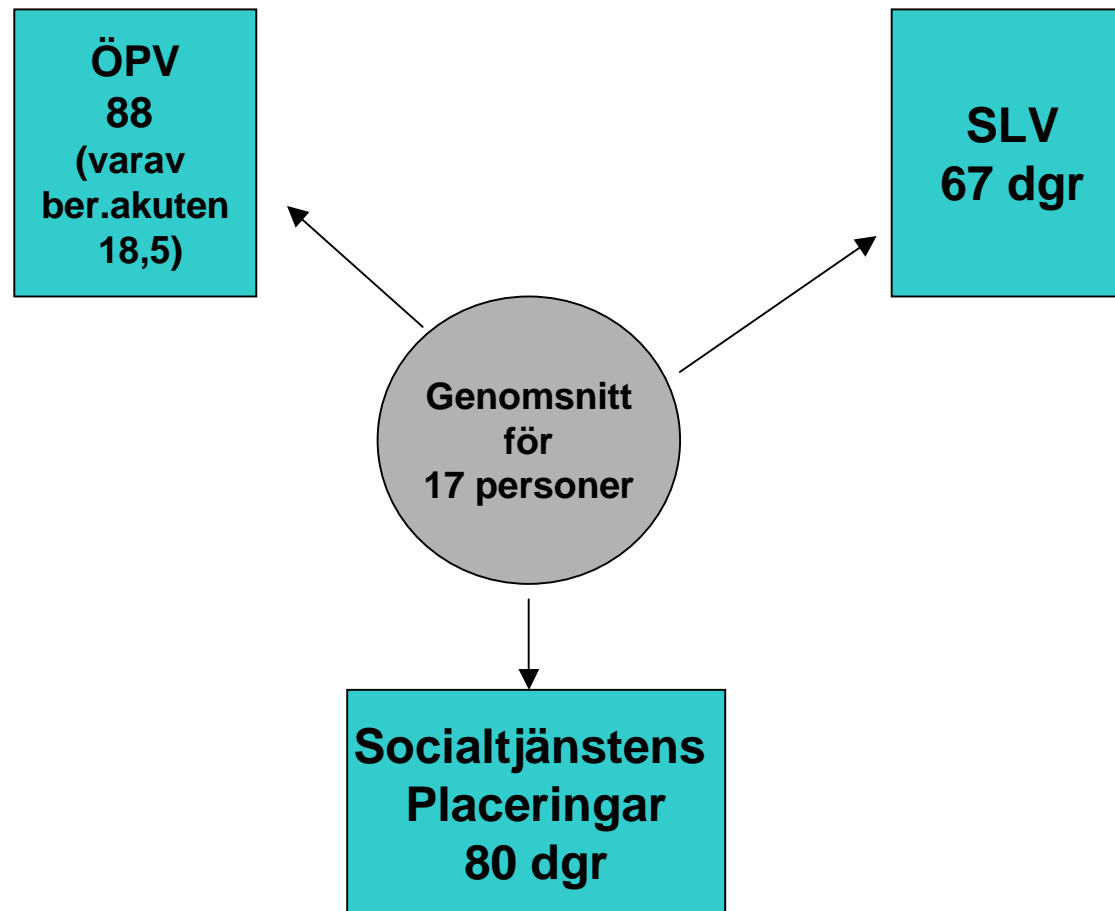 ÖPV
88
(varav
ber.akuten
18,5)
SLV
67 dgr
Genomsnitt
för
17 personer
Socialtjänstens
Placeringar
80 dgr